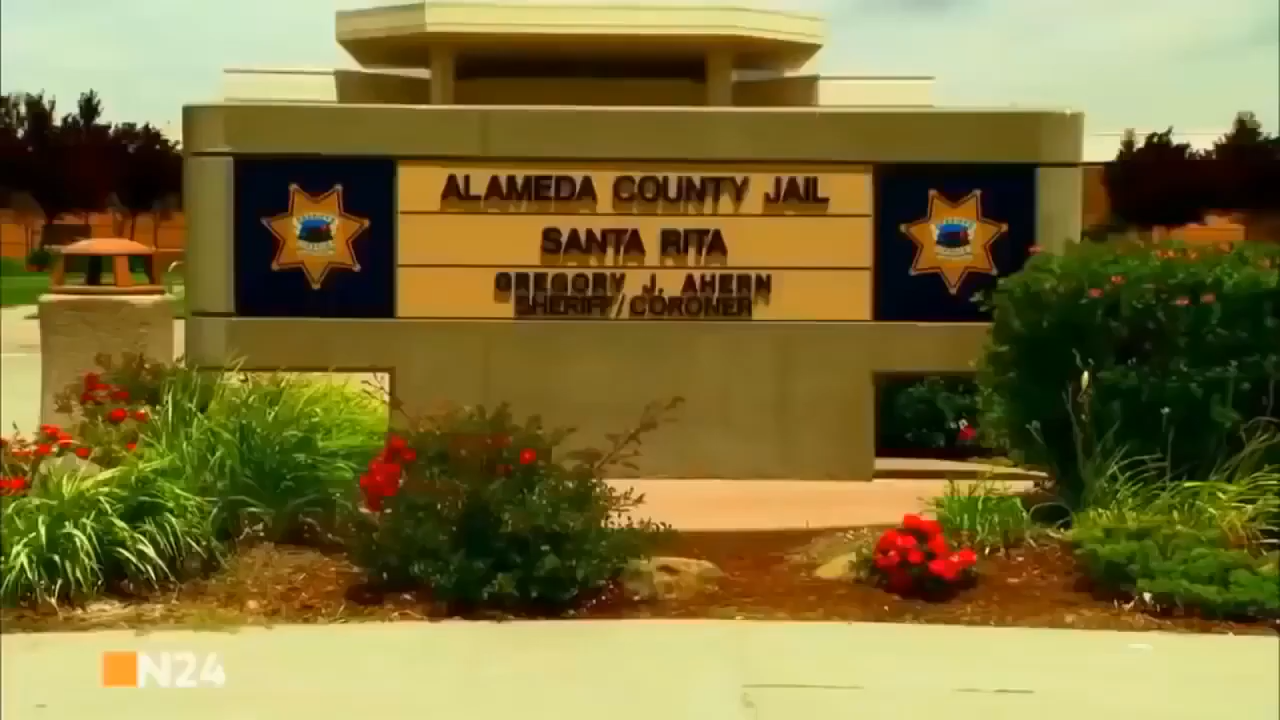 ALAMEDA COUNTY JAIL
SANTA RITA
GREGORY J. AHERN
SHERIFF/CORONER
N24